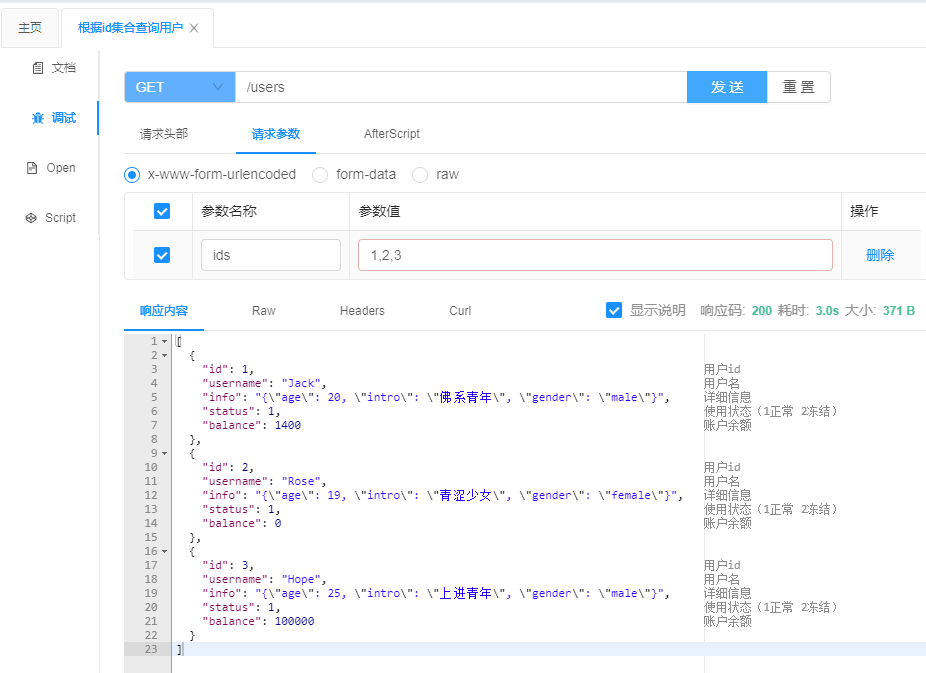 主页 根据id集合查询用户
文档
调试
Open
Script
GET /users 发 送 重 置
请求头部 请求参数 AfterScript
x-www-form-urlencoded form-data raw
参数名称 参数值 操作
ids 1,2,3 删除
响应内容 Raw Headers Curl 显示说明 响应码: 200 耗时: 3.0s 大小: 371 B
1 [
2 {
3 "id": 1, 用户id
4 "username": "Jack", 用户名
5 "info": "{\"age\": 20, \"intro\": \"佛系青年\", \"gender\": \"male\"}", 详细信息
6 "status": 1, 使用状态（1正常 2冻结）
7 "balance": 1400 账户余额
8 },
9 {
10 "id": 2, 用户id
11 "username": "Rose", 用户名
12 "info": "{\"age\": 19, \"intro\": \"青涩少女\", \"gender\": \"female\"}", 详细信息
13 "status": 1, 使用状态（1正常 2冻结）
14 "balance": 0 账户余额
15 },
16 {
17 "id": 3, 用户id
18 "username": "Hope", 用户名
19 "info": "{\"age\": 25, \"intro\": \"上进青年\", \"gender\": \"male\"}", 详细信息
20 "status": 1, 使用状态（1正常 2冻结）
21 "balance": 100000 账户余额
22 }
23 ]